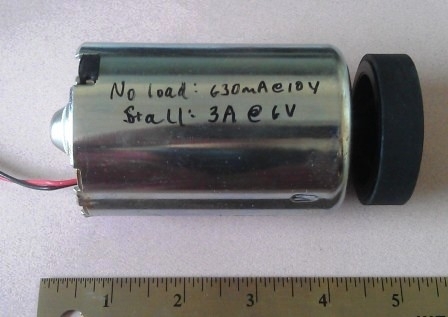 No load: 630mA@10V
Stall: 3A @ 6V
1 2 3 4 5